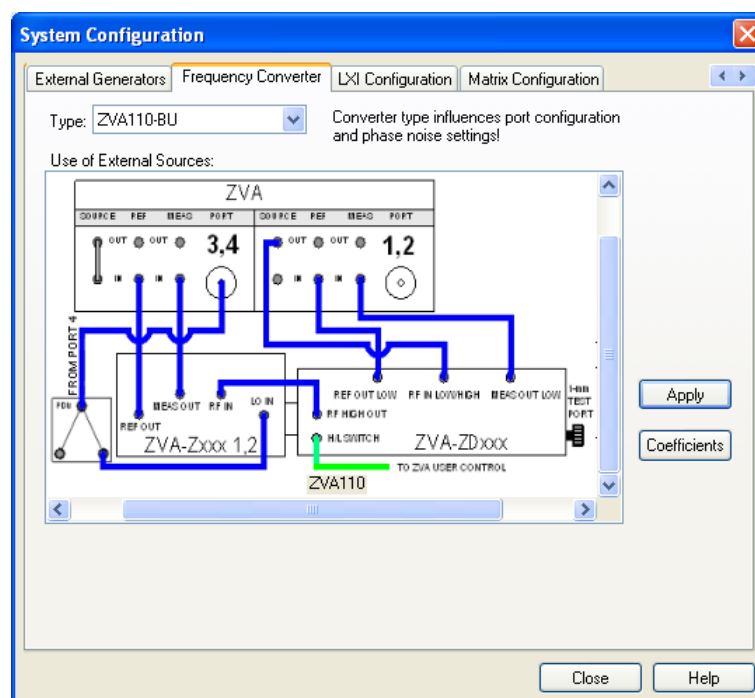 System Configuration
External Generators Frequency Converter LXI Configuration Matrix Configuration
Type: ZVA110-BU
Converter type influences port configuration
and phase noise settings!
Use of External Sources:
ZVA
SOURCE REF MEAS PORT SOURCE REF MEAS PORT
OUT OUT 3,4 OUT OUT 1,2
IN IN IN IN
FROM PORT 4
REF OUT LOW RF IN LOW/HIGH MEAS OUT LOW
1-mm
TEST
PORT
MEAS OUT RF IN LO IN
REF OUT
RF HIGH OUT
H/L SWITCH
ZVA-Zxxx 1,2
ZVA-ZDxxx
TO ZVA USER CONTROL
ZVA110
Apply
Coefficients
Close Help